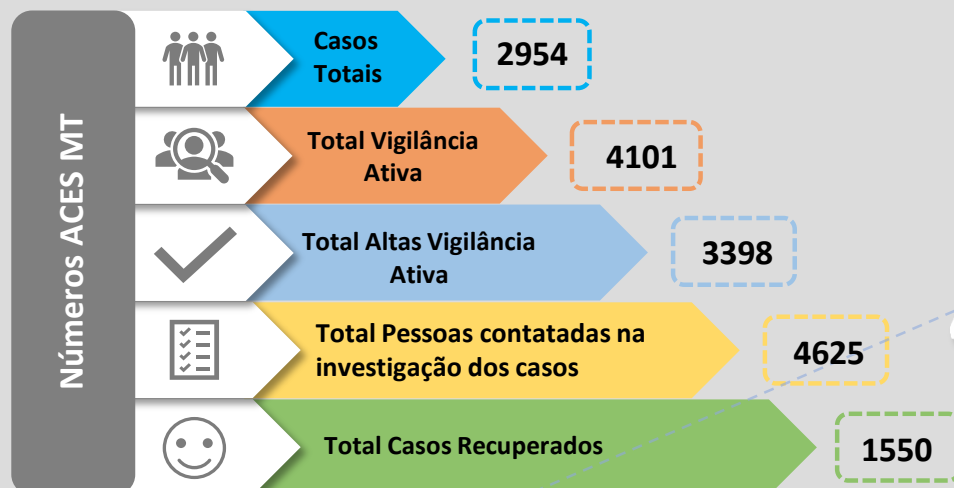 Números ACES MT
Casos
Totais
2954
Total Vigilância
Ativa
4101
Total Altas Vigilância
Ativa
3398
Total Pessoas contatadas na
investigação dos casos
4625
Total Casos Recuperados
1550